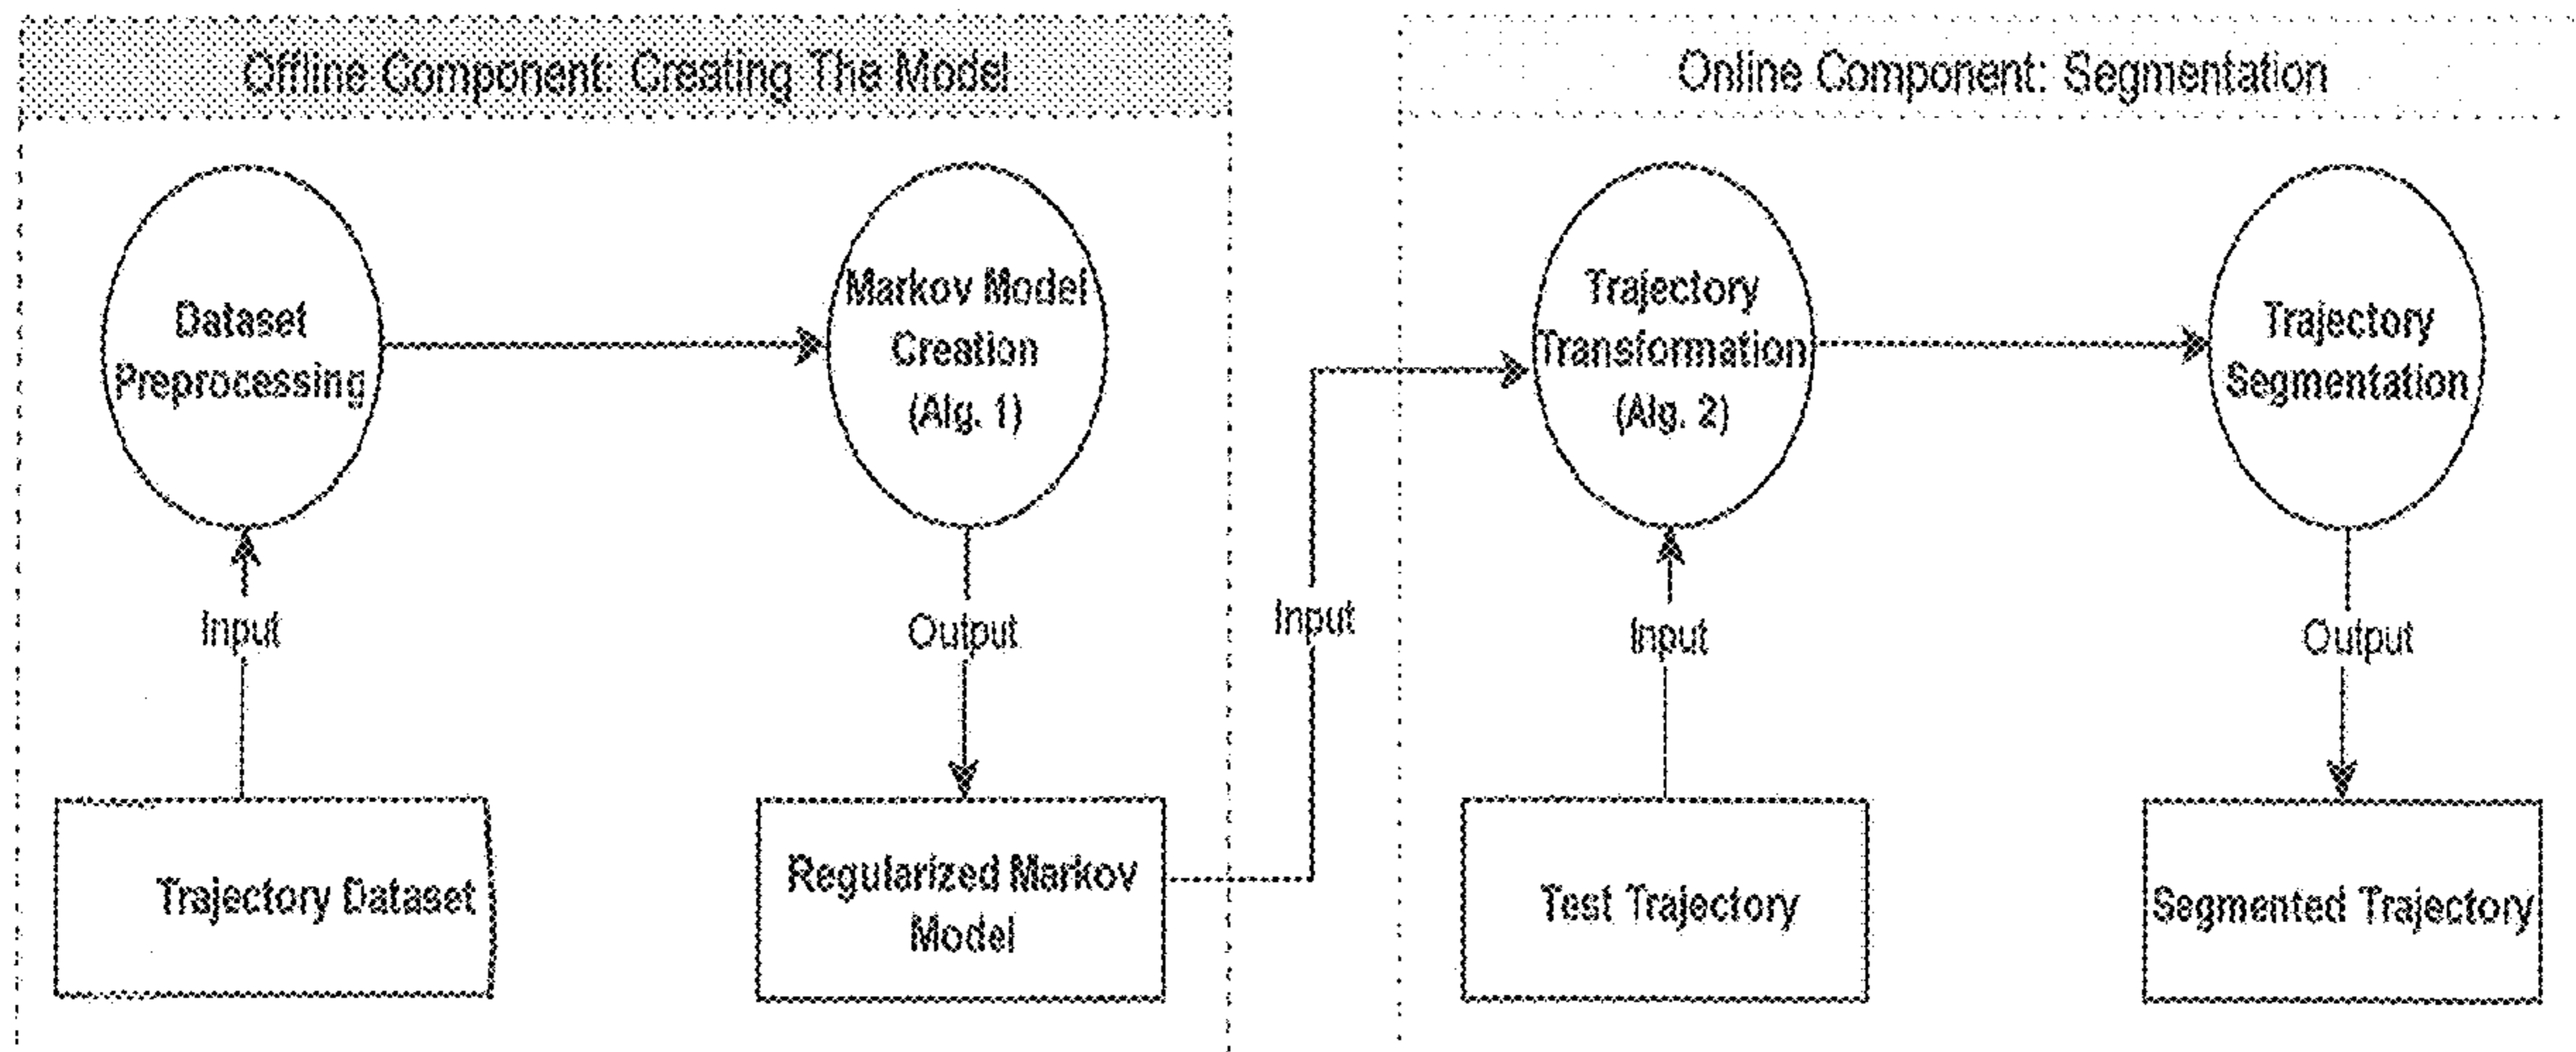 Offline Component: Creating The Model
Dataset
Preprocessing
Markov Model
Creation
(Alg. 1)
Input
Output
Trajectory Dataset
Regularized Markov
Model
Input
Online Component: Segmentation
Trajectory
Transformation
(Alg. 2)
Trajectory
Segmentation
Input
Output
Test Trajectory
Segmented Trajectory